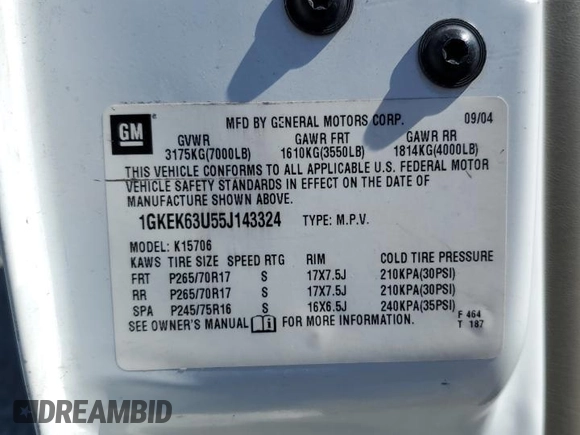 GM
MFD BY GENERAL MOTORS CORP. 09/04
GVWR GAWR FRT GAWR RR
3175KG(7000LB) 1610KG(3550LB) 1814KG(4000LB)
THIS VEHICLE CONFORMS TO ALL APPLICABLE U.S. FEDERAL MOTOR
VEHICLE SAFETY STANDARDS IN EFFECT ON THE DATE OF
MANUFACTURE SHOWN ABOVE.
1GKEK63U55J143324 TYPE: M.P.V.
MODEL: K15706
KAWS TIRE SIZE SPEED RTG RIM COLD TIRE PRESSURE
FRT P265/70R17 S 17X7.5J 210KPA(30PSI)
RR P265/70R17 S 17X7.5J 210KPA(30PSI)
SPA P245/75R16 S 16X6.5J 240KPA(35PSI)
SEE OWNER'S MANUAL FOR MORE INFORMATION. F 464
T 187
DREAMBID